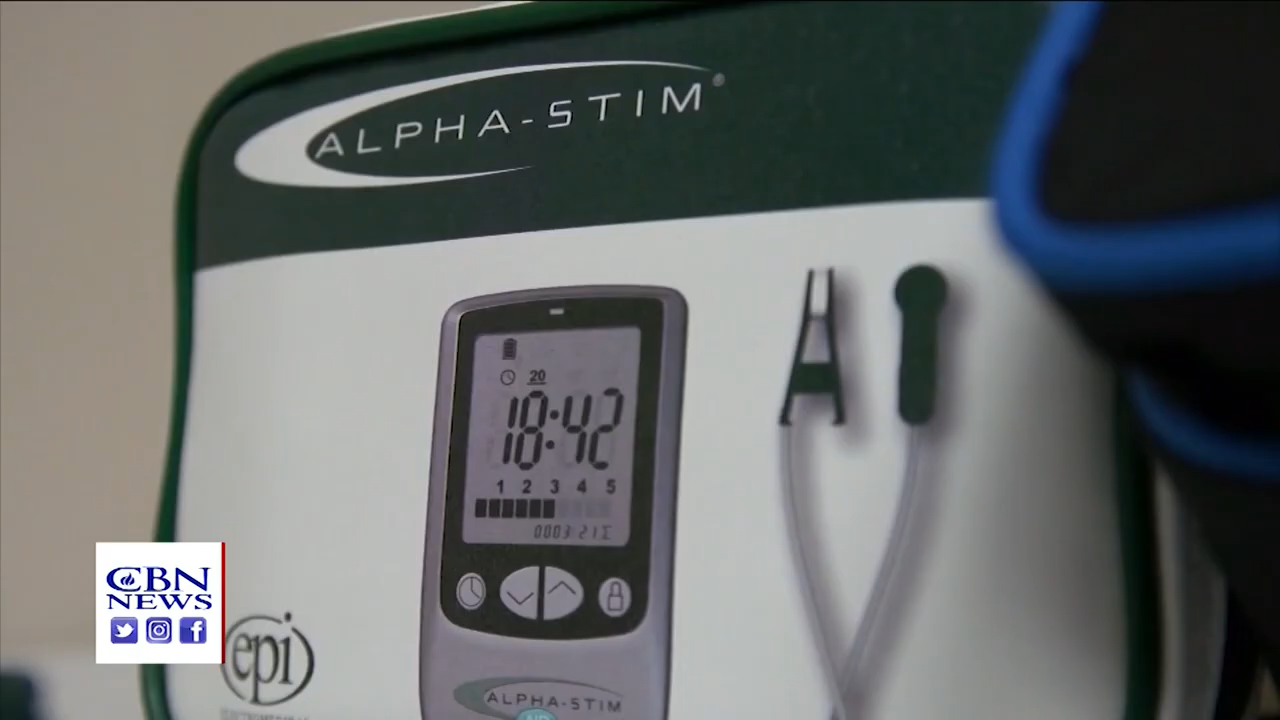 ALPHA-STIM®
20
18:42
1 2 3 4 5
0003:21
ALPHA-STIM
CBN
NEWS
epi